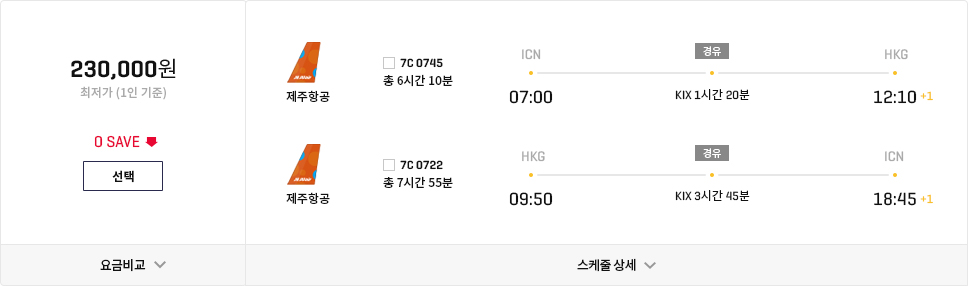 230,000원
최저가 (1인 기준)
0 SAVE
선택
요금비교
제주항공
7C 0745
총 6시간 10분
ICN
07:00
경유
KIX 1시간 20분
HKG
12:10 +1
제주항공
7C 0722
총 7시간 55분
HKG
09:50
경유
KIX 3시간 45분
ICN
18:45 +1
스케줄 상세